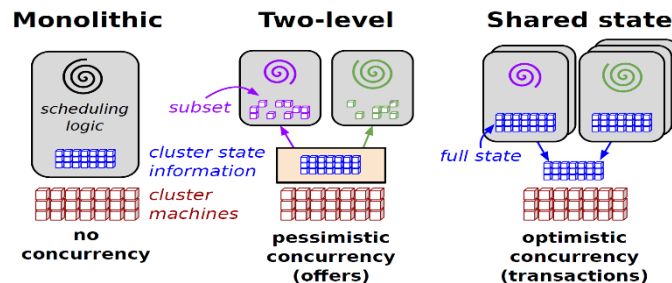 Monolithic
Two-level
Shared state
scheduling
logic
subset
full state
cluster state
information
cluster
machines
no
concurrency
pessimistic
concurrency
(offers)
optimistic
concurrency
(transactions)